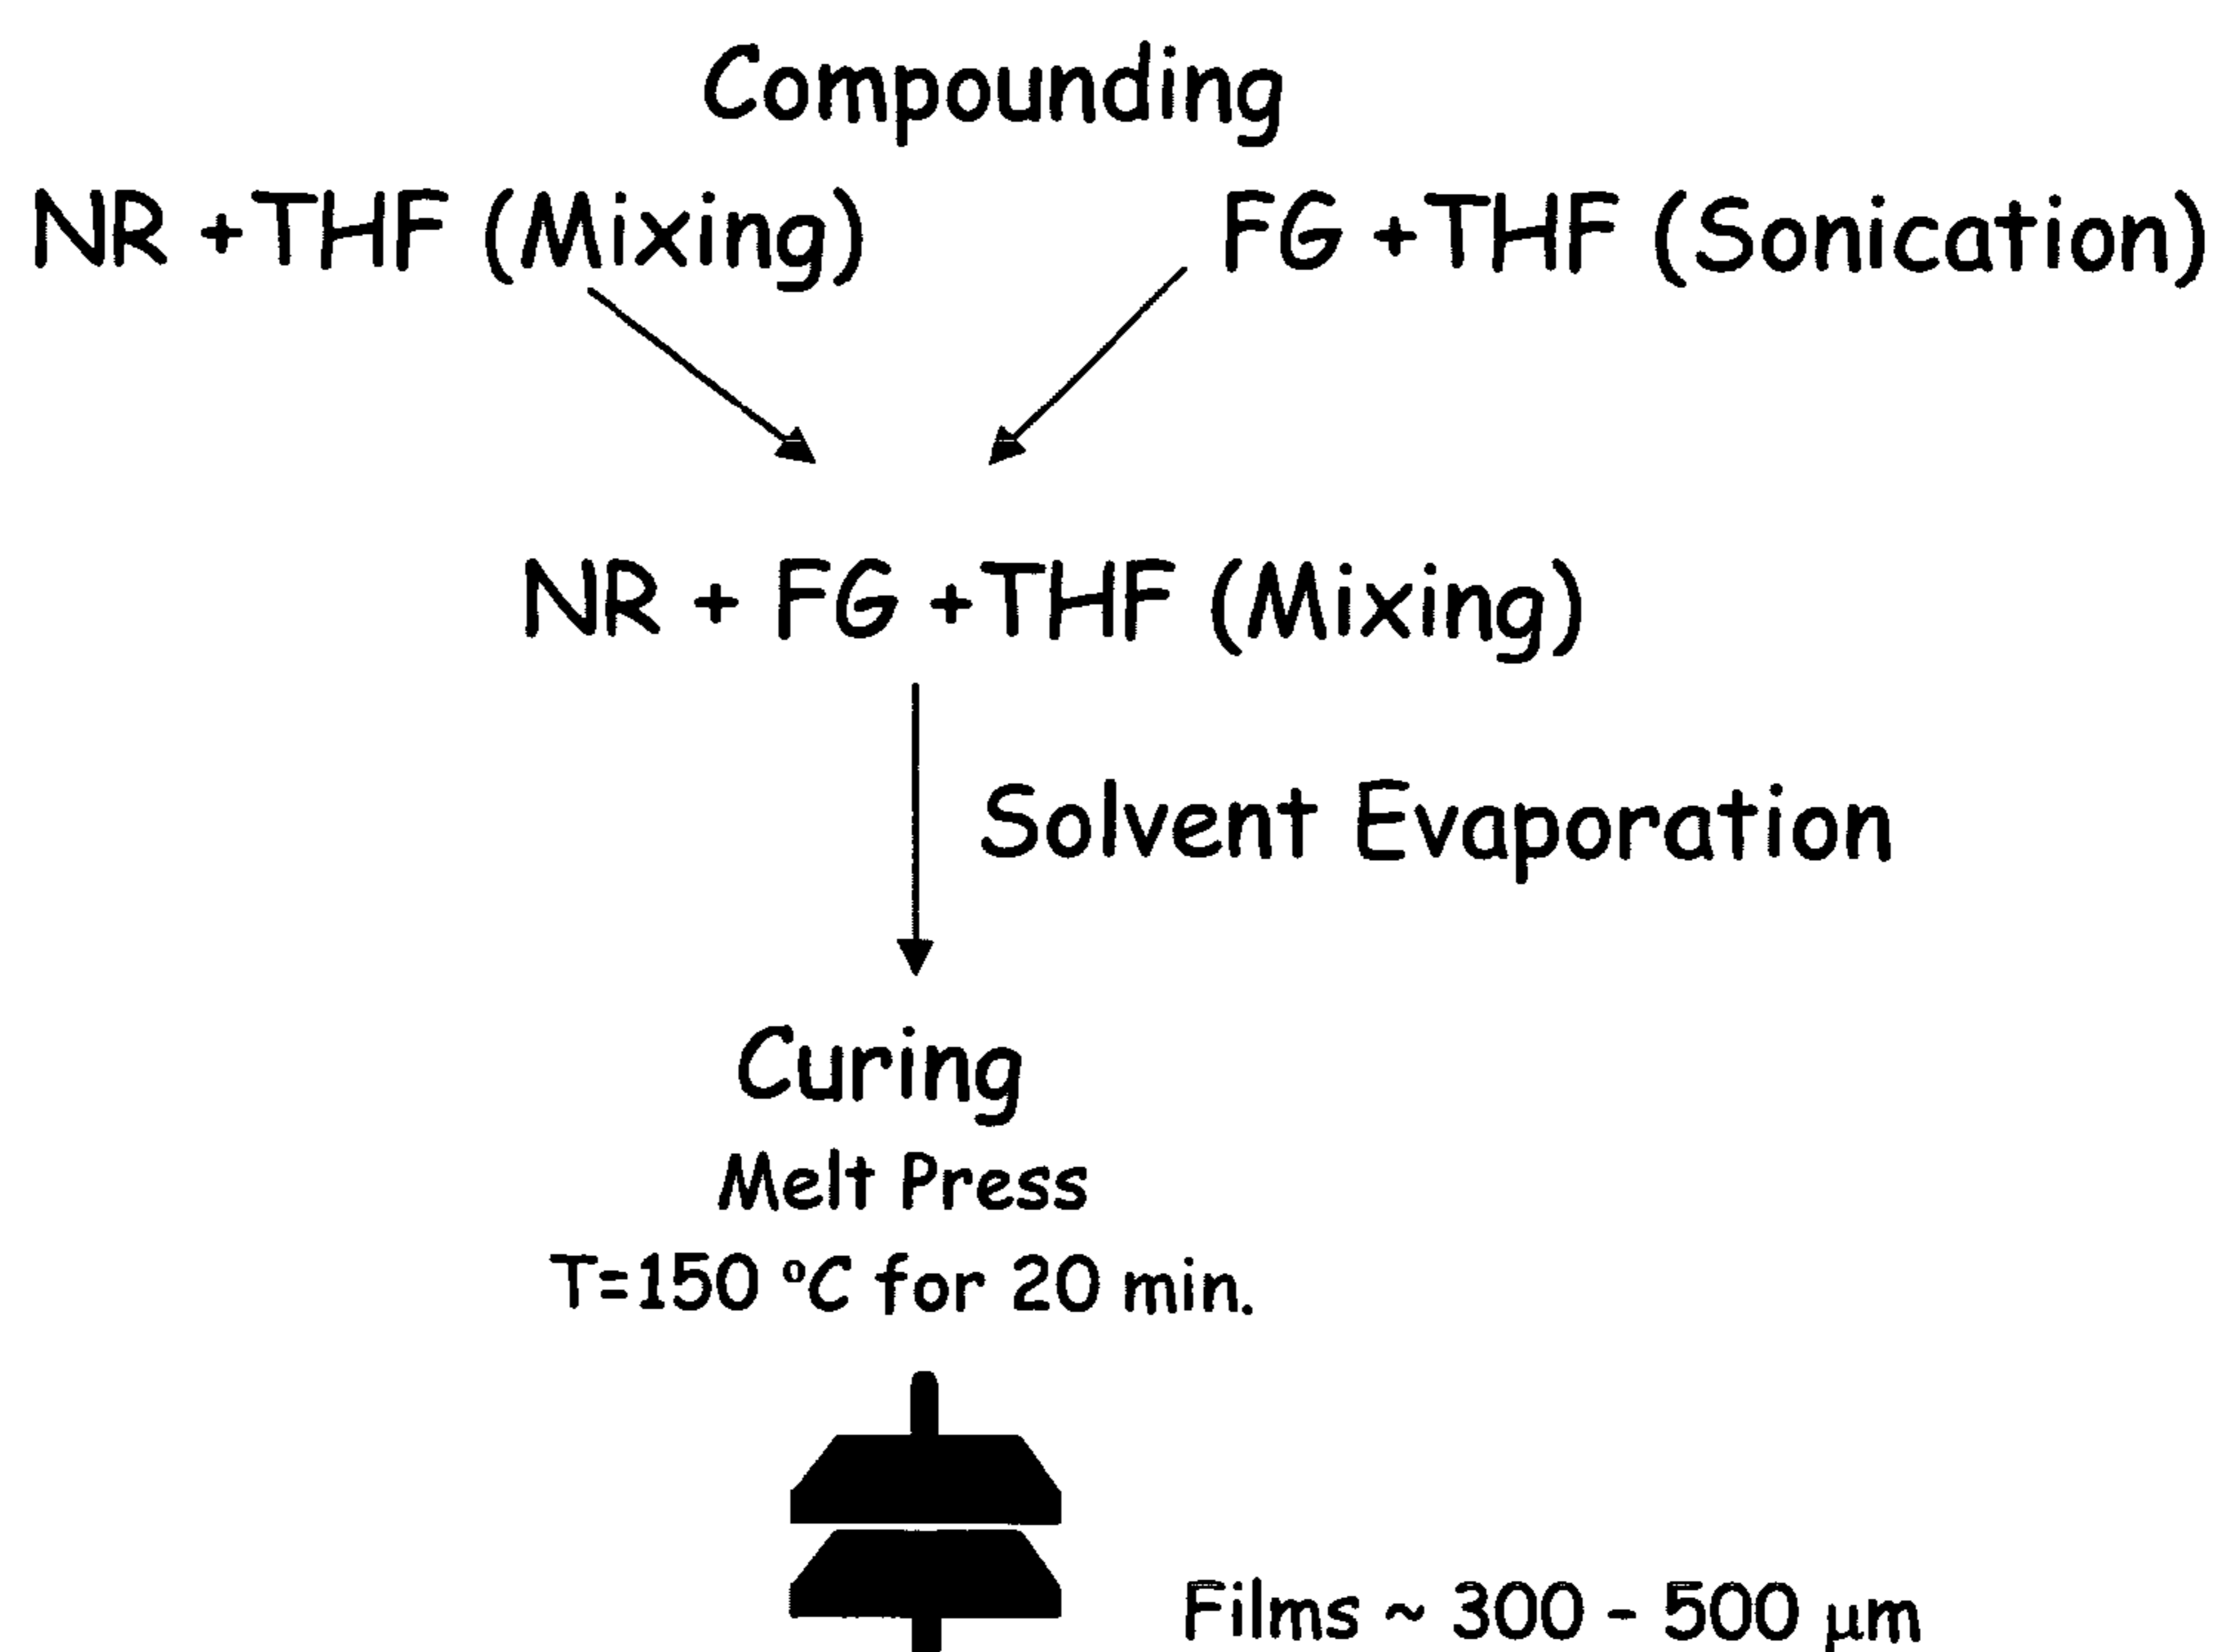 Compounding
NR +THF (Mixing)
FG +THF (Sonication)
NR + FG +THF (Mixing)
Solvent Evaporation
Curing
Melt Press
T=150 °C for 20 min.
Films ~ 300 - 500 µm